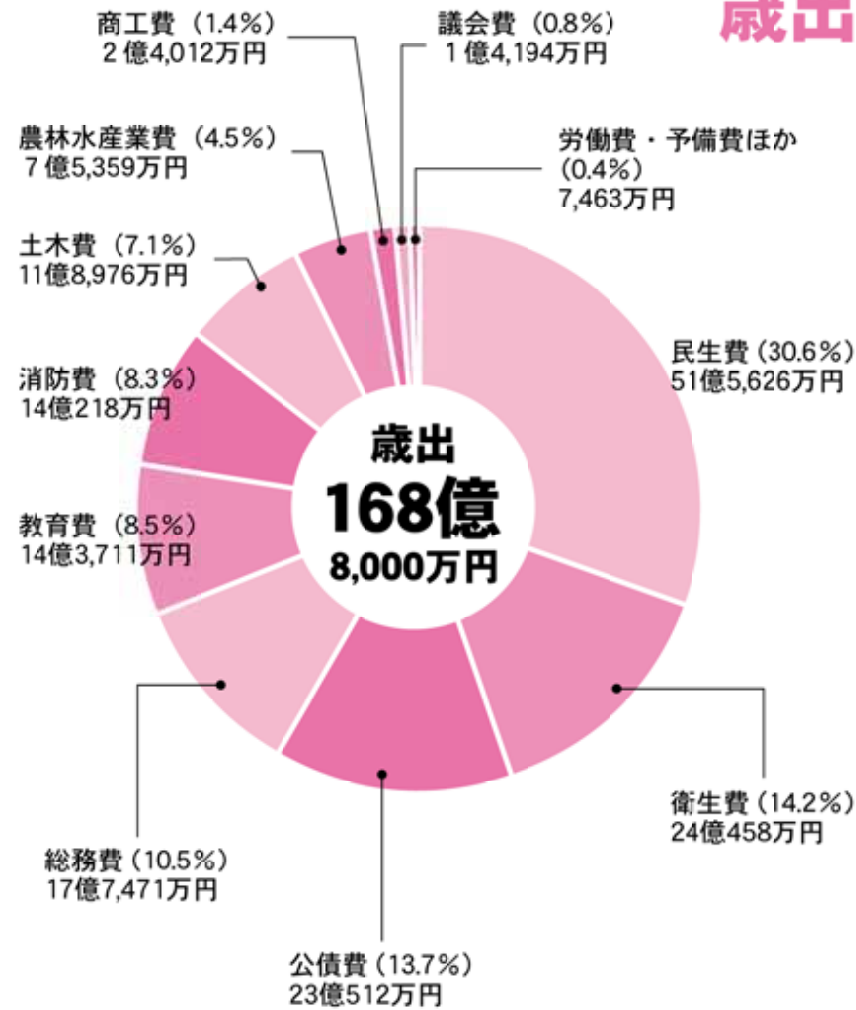 歳出
商工費（1.4%）
2億4,012万円
議会費（0.8%）
1億4,194万円
農林水産業費（4.5%）
7億5,359万円
労働費・予備費ほか
（0.4%）
7,463万円
土木費（7.1%）
11億8,976万円
民生費（30.6%）
51億5,626万円
消防費（8.3%）
14億218万円
歳出
168億
8,000万円
教育費（8.5%）
14億3,711万円
衛生費（14.2%）
24億458万円
総務費（10.5%）
17億7,471万円
公債費（13.7%）
23億512万円